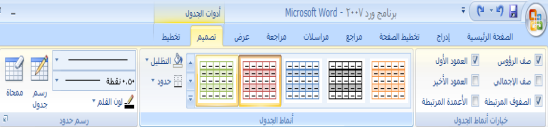 برنامج ورد ٢٠٠٧ - Microsoft Word
أدوات الجدول
الصفحة الرئيسية إدراج تخطيط الصفحة مراجع مراسلات مراجعة عرض تصميم تخطيط
صف الرؤوس العمود الأول
صف الإجمالي العمود الأخير
الصفوف المرتبطة الأعمدة المرتبطة
خيارات أنماط الجدول
التظليل
حدود
أنماط الجدول
٠.٥٠ نقطة
لون القلم
رسم جدول
ممحاة
رسم حدود